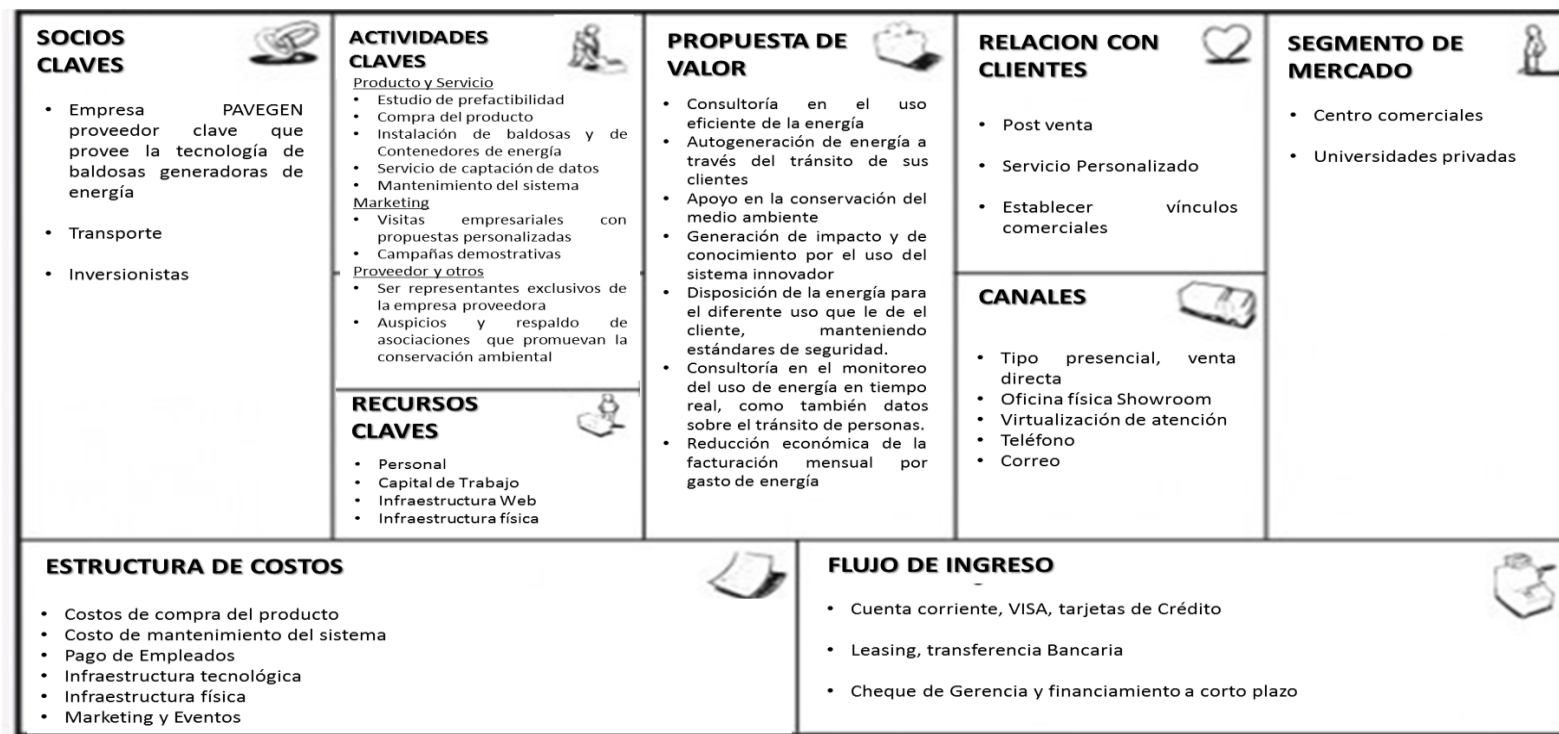 SOCIOS
CLAVES
• Empresa PAVEGEN
proveedor clave que
provee la tecnología de
baldosas generadoras de
energía
• Transporte
• Inversionistas
ACTIVIDADES
CLAVES
Producto y Servicio
• Estudio de prefactibilidad
• Compra del producto
• Instalación de baldosas y de
Contenedores de energía
• Servicio de captación de datos
• Mantenimiento del sistema
Marketing
• Visitas empresariales con
propuestas personalizadas
• Campañas demostrativas
Proveedor y otros
• Ser representantes exclusivos de
la empresa proveedora
• Auspicios y respaldo de
asociaciones que promuevan la
conservación ambiental
RECURSOS
CLAVES
• Personal
• Capital de Trabajo
• Infraestructura Web
• Infraestructura física
PROPUESTA DE
VALOR
• Consultoría en el uso
eficiente de la energía
• Autogeneración de energía a
través del tránsito de sus
clientes
• Apoyo en la conservación del
medio ambiente
• Generación de impacto y de
conocimiento por el uso del
sistema innovador
• Disposición de la energía para
el diferente uso que le de el
cliente, manteniendo
estándares de seguridad.
• Consultoría en el monitoreo
del uso de energía en tiempo
real, como también datos
sobre el tránsito de personas.
• Reducción económica de la
facturación mensual por
gasto de energía
RELACION CON
CLIENTES
• Post venta
• Servicio Personalizado
• Establecer vínculos
comerciales
CANALES
• Tipo presencial, venta
directa
• Oficina física Showroom
• Virtualización de atención
• Teléfono
• Correo
SEGMENTO DE
MERCADO
• Centro comerciales
• Universidades privadas
ESTRUCTURA DE COSTOS
• Costos de compra del producto
• Costo de mantenimiento del sistema
• Pago de Empleados
• Infraestructura tecnológica
• Infraestructura física
• Marketing y Eventos
FLUJO DE INGRESO
• Cuenta corriente, VISA, tarjetas de Crédito
• Leasing, transferencia Bancaria
• Cheque de Gerencia y financiamiento a corto plazo